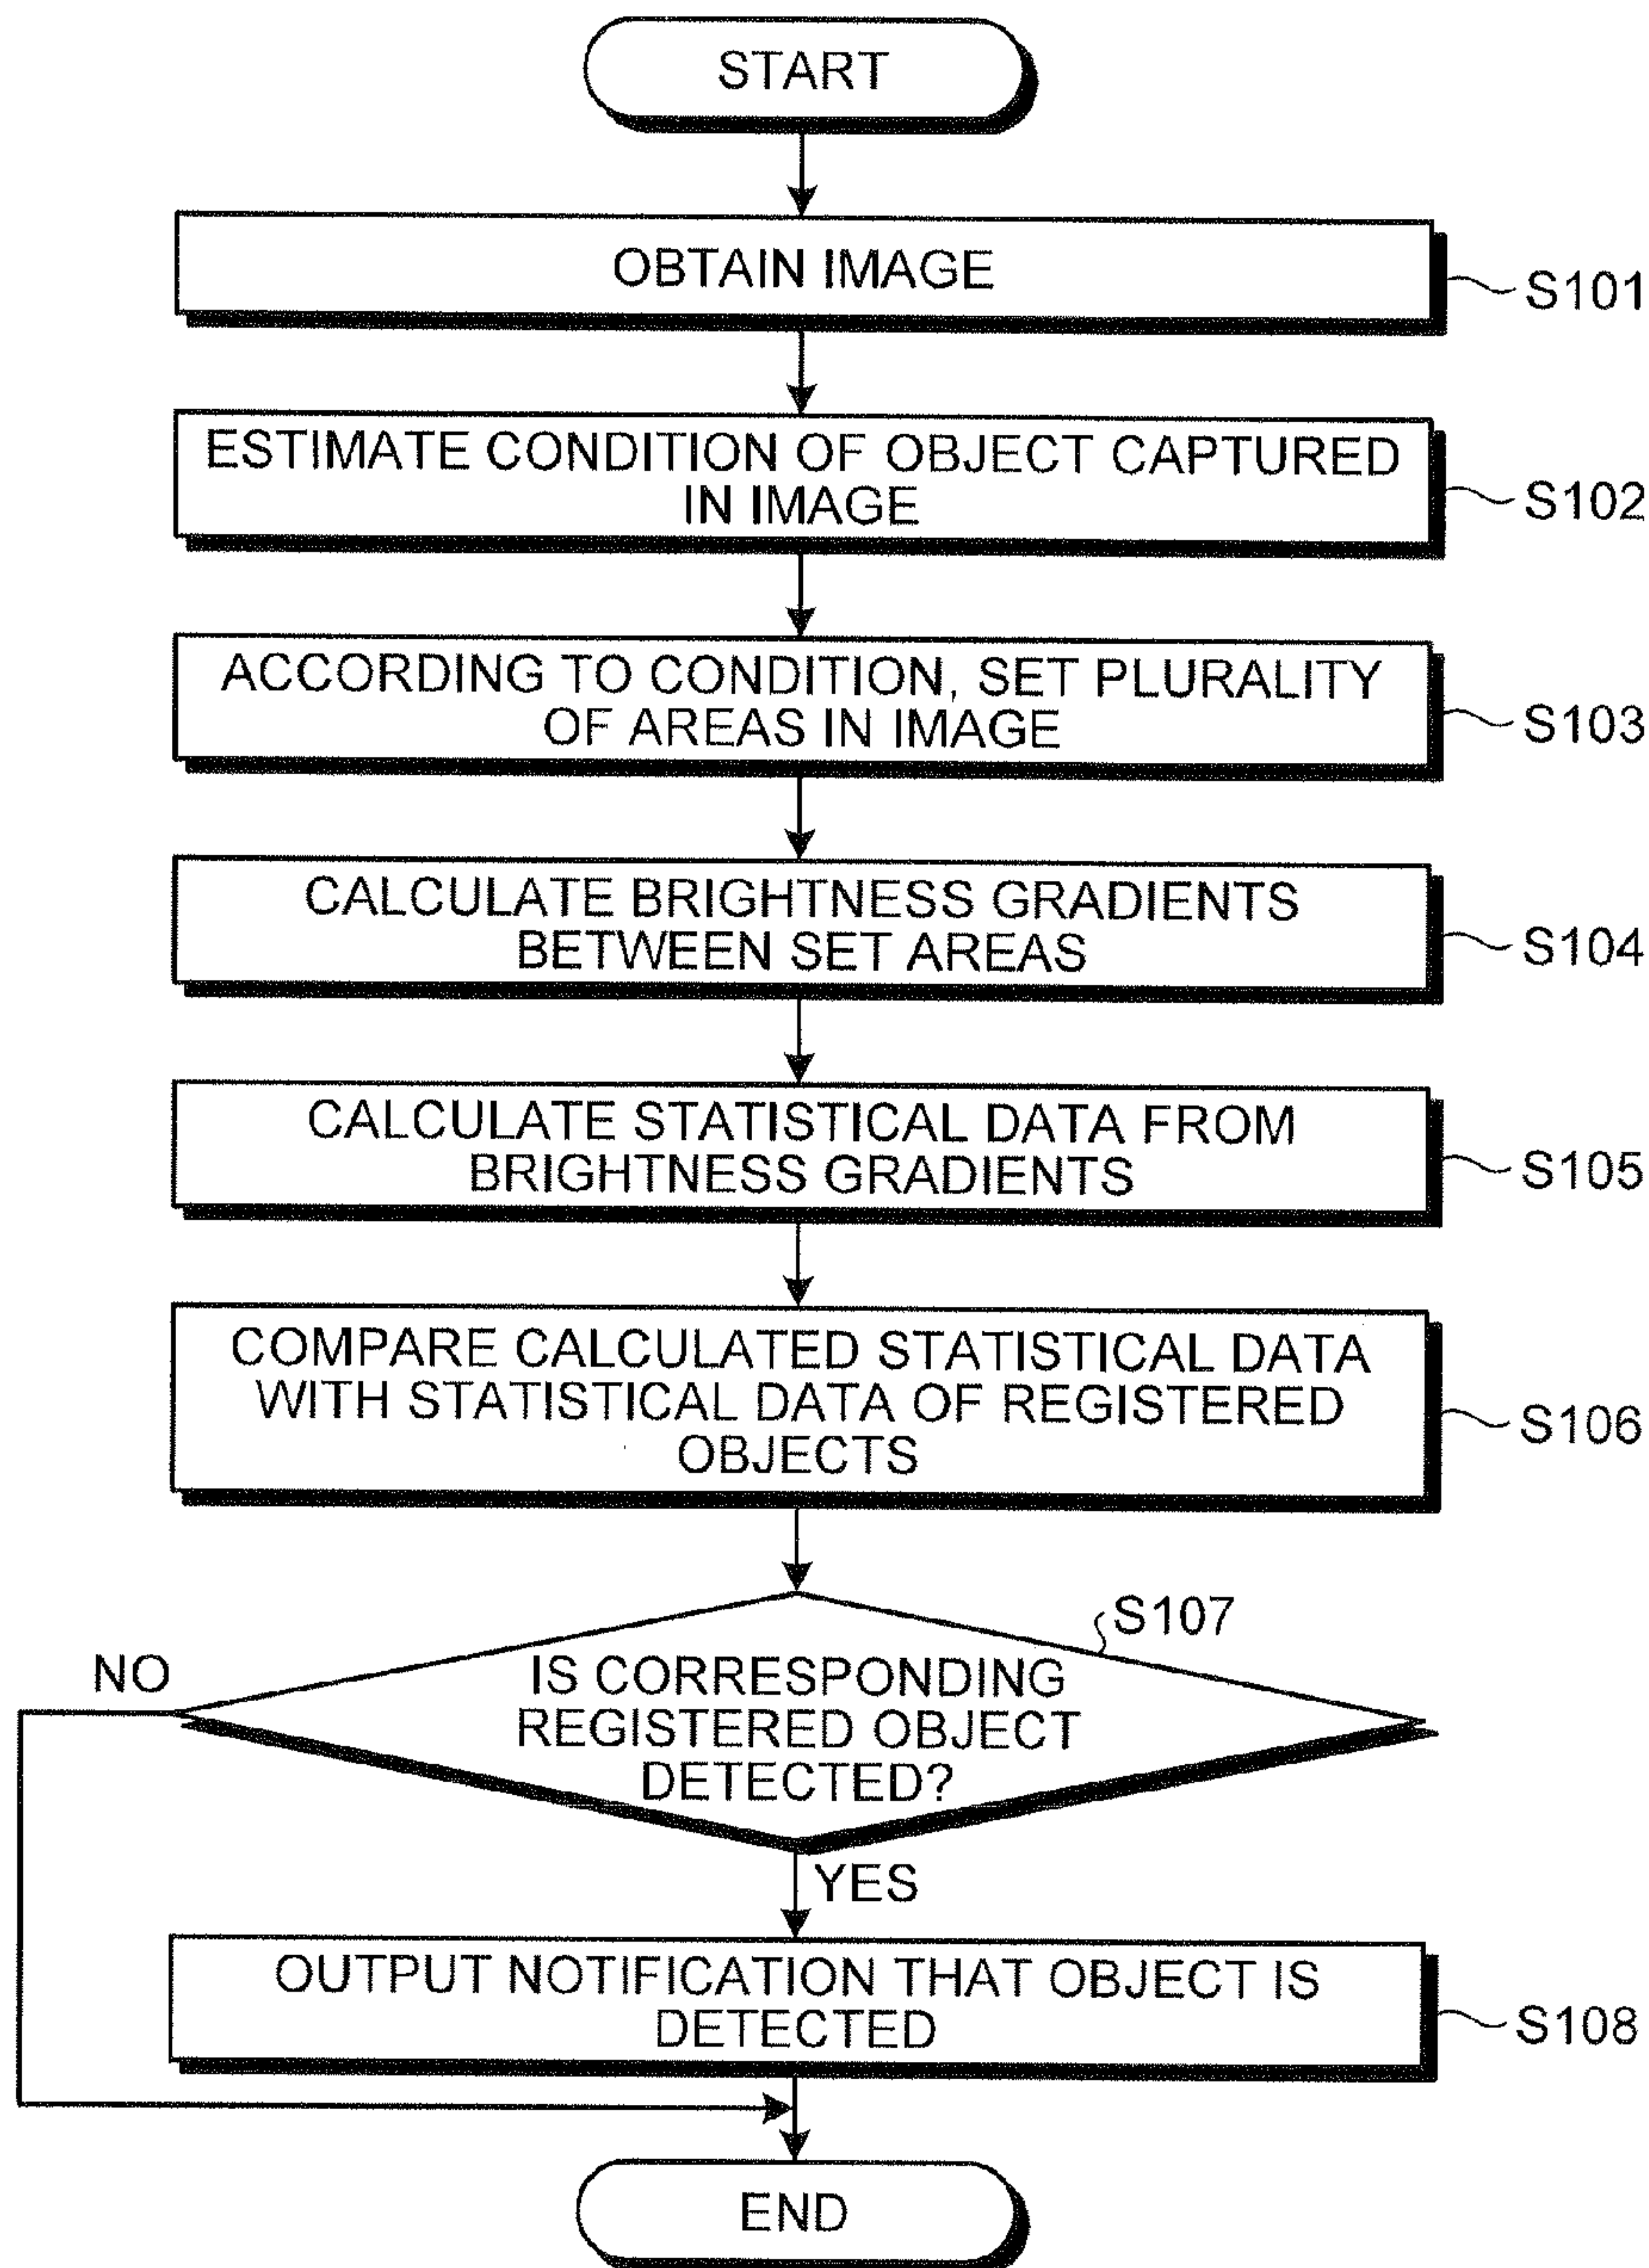 START
OBTAIN IMAGE
S101
ESTIMATE CONDITION OF OBJECT CAPTURED
IN IMAGE
S102
ACCORDING TO CONDITION, SET PLURALITY
OF AREAS IN IMAGE
S103
CALCULATE BRIGHTNESS GRADIENTS
BETWEEN SET AREAS
S104
CALCULATE STATISTICAL DATA FROM
BRIGHTNESS GRADIENTS
S105
COMPARE CALCULATED STATISTICAL DATA
WITH STATISTICAL DATA OF REGISTERED
OBJECTS
S106
S107
NO
IS CORRESPONDING
REGISTERED OBJECT
DETECTED?
YES
OUTPUT NOTIFICATION THAT OBJECT IS
DETECTED
S108
END